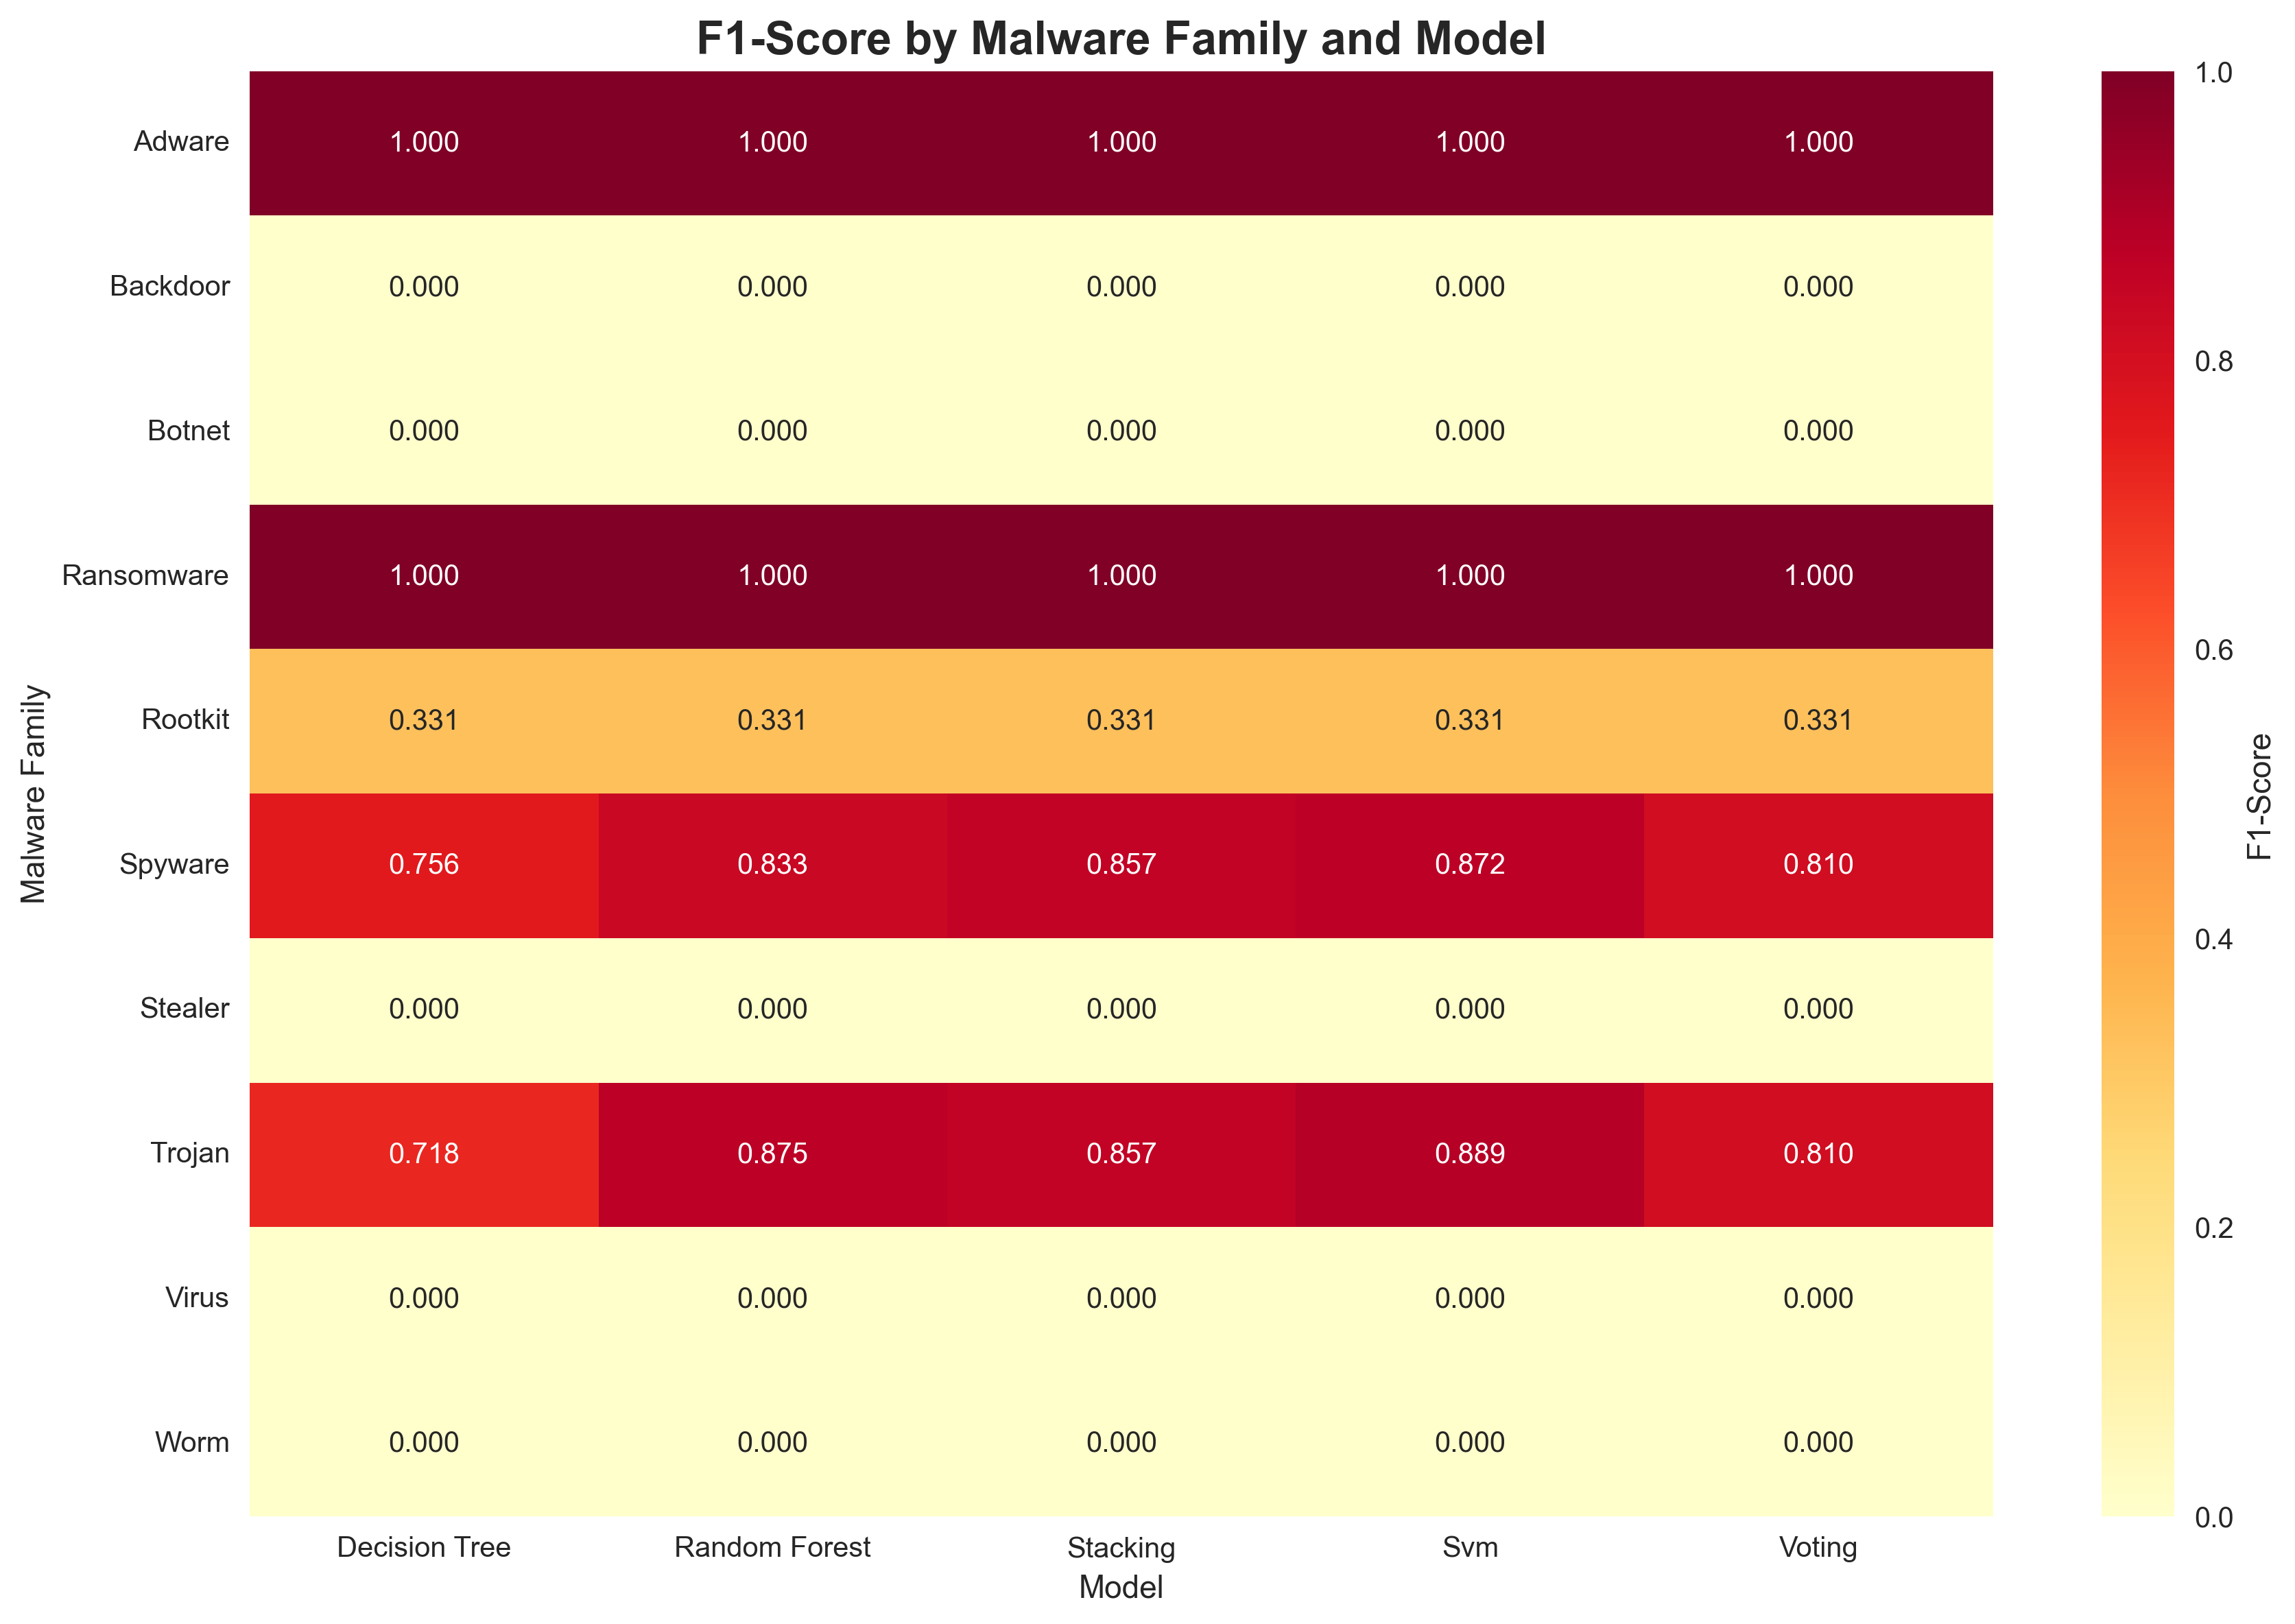 F1-Score by Malware Family and Model
Malware Family
Adware 1.000 1.000 1.000 1.000 1.000
Backdoor 0.000 0.000 0.000 0.000 0.000
Botnet 0.000 0.000 0.000 0.000 0.000
Ransomware 1.000 1.000 1.000 1.000 1.000
Rootkit 0.331 0.331 0.331 0.331 0.331
Spyware 0.756 0.833 0.857 0.872 0.810
Stealer 0.000 0.000 0.000 0.000 0.000
Trojan 0.718 0.875 0.857 0.889 0.810
Virus 0.000 0.000 0.000 0.000 0.000
Worm 0.000 0.000 0.000 0.000 0.000
Decision Tree Random Forest Stacking Svm Voting
Model
1.0
0.8
0.6
0.4
0.2
0.0
F1-Score